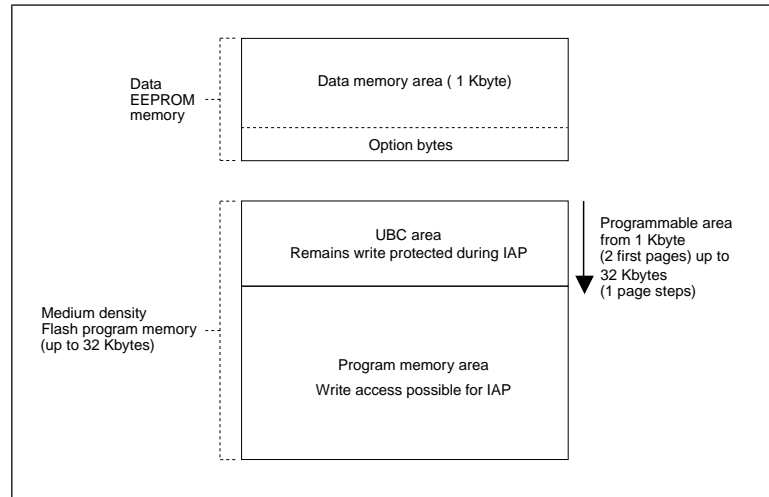 Data memory area ( 1 Kbyte)
Data
EEPROM
memory
Option bytes
UBC area
Remains write protected during IAP
Programmable area
from 1 Kbyte
(2 first pages) up to
32 Kbytes
(1 page steps)
Medium density
Flash program memory
(up to 32 Kbytes)
Program memory area
Write access possible for IAP